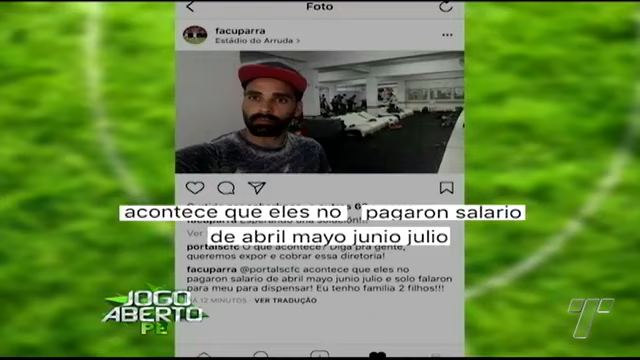 Foto
facuparra
Estádio do Arruda >
acontece que eles no pagaron salario
de abril mayo junio julio
Ver
portalscfc O que acontece? Diga pra gente,
queremos expor e cobrar essa diretoria!
facuparra @portalscfc acontece que eles no
pagaron salario de abril mayo junio julio e solo falaron
para meu para dispensar! Eu tenho familia 2 filhos!!!
HÁ 12 MINUTOS • VER TRADUÇÃO
JOGO
ABERTO
PE